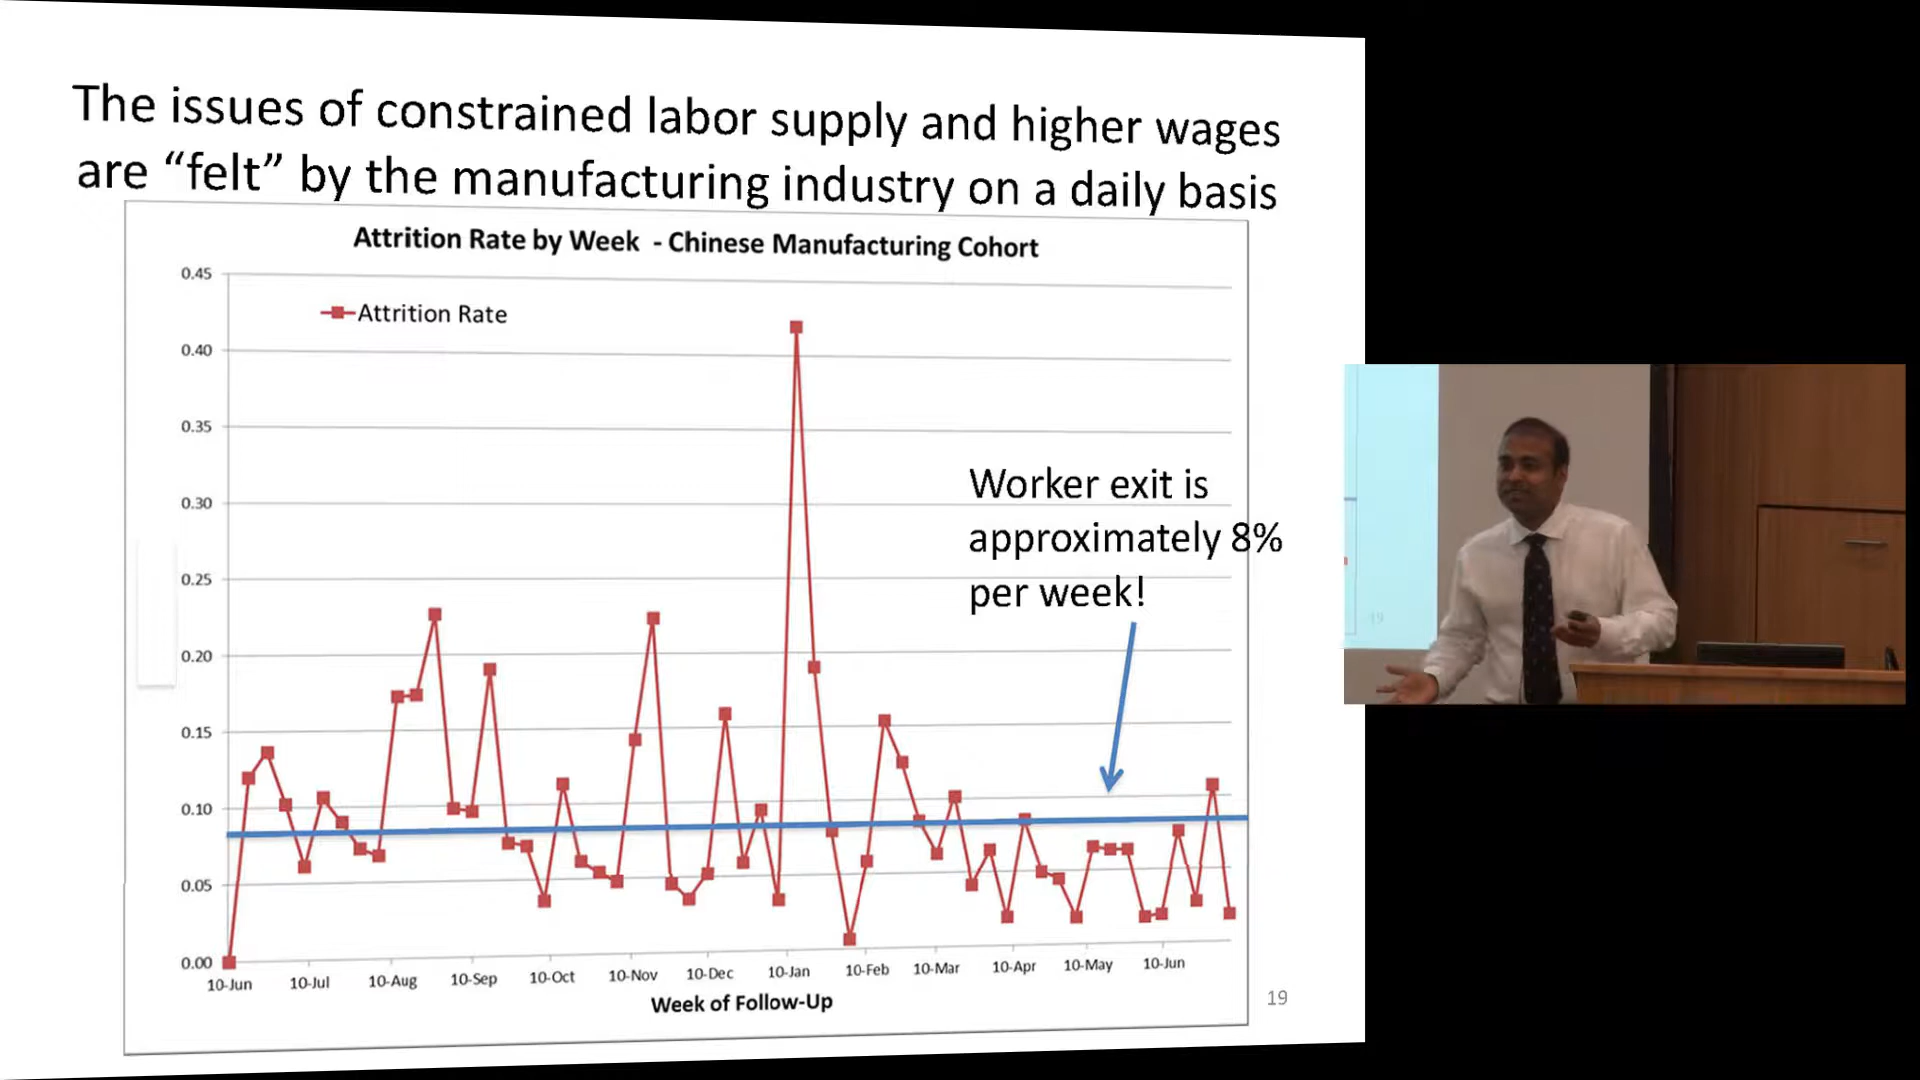 The issues of constrained labor supply and higher wages
are “felt” by the manufacturing industry on a daily basis
Attrition Rate by Week - Chinese Manufacturing Cohort
0.45
Attrition Rate
0.40
0.35
Worker exit is
0.30
approximately 8%
0.25
per week!
0.20
0.15
0.10
0.05
0.00
10-Jun 10-Jul 10-Aug 10-Sep 10-Oct 10-Nov 10-Dec 10-Jan 10-Feb 10-Mar 10-Apr 10-May 10-Jun
Week of Follow-Up
19
19